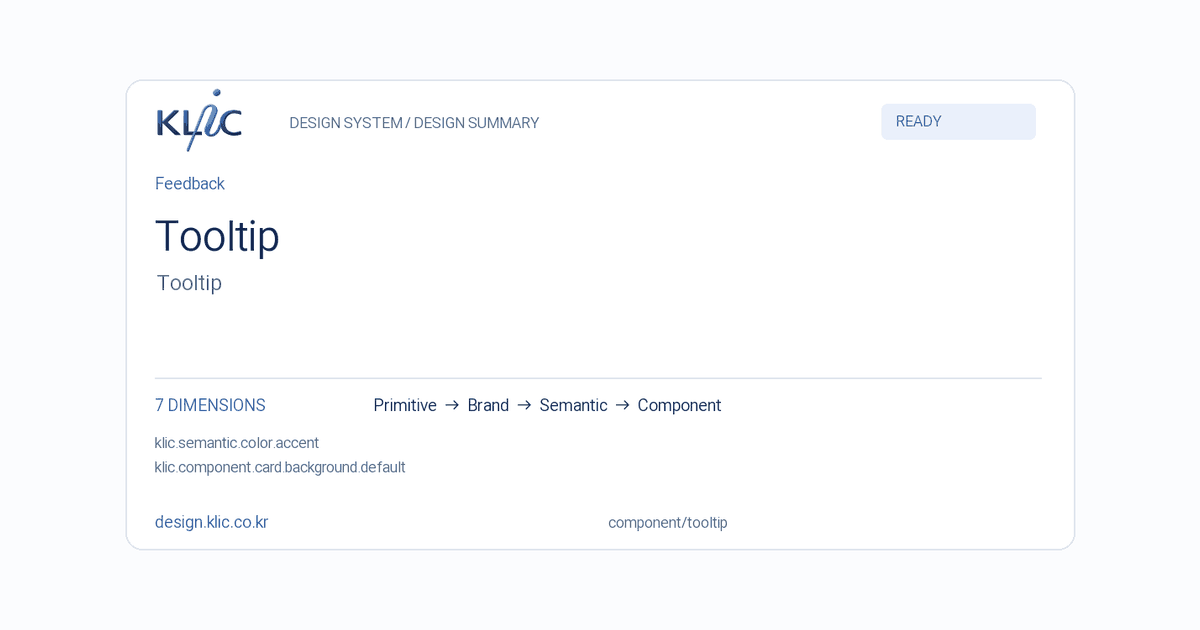 KLiC DESIGN SYSTEM / DESIGN SUMMARY READY
Feedback
Tooltip
Tooltip
7 DIMENSIONS Primitive → Brand → Semantic → Component
klic.semantic.color.accent
klic.component.card.background.default
design.klic.co.kr component/tooltip